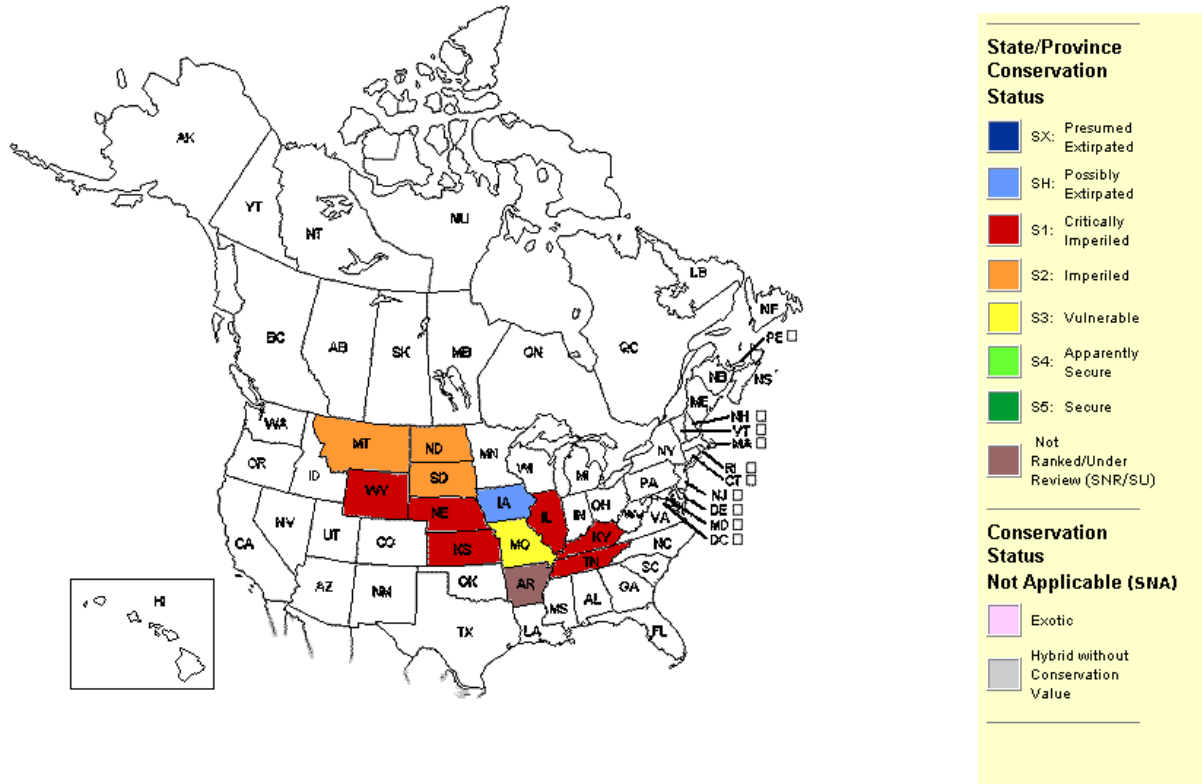 AK
YT
NT
NU
BC
AB
SK
MB
ON
QC
LB
NF
PE
NB
NS
ME
NH
VT
MA
RI
CT
NJ
DE
MD
DC
WA
OR
ID
MT
ND
SD
MN
WI
MI
NY
PA
WY
NE
IA
IL
IN
OH
WV
VA
NV
UT
CO
KS
MO
KY
TN
NC
SC
CA
AZ
NM
OK
AR
MS
AL
GA
TX
LA
FL
HI
State/Province
Conservation
Status
SX: Presumed
Extirpated
SH: Possibly
Extirpated
S1: Critically
Imperiled
S2: Imperiled
S3: Vulnerable
S4: Apparently
Secure
S5: Secure
Not
Ranked/Under
Review (SNR/SU)
Conservation
Status
Not Applicable (SNA)
Exotic
Hybrid without
Conservation
Value